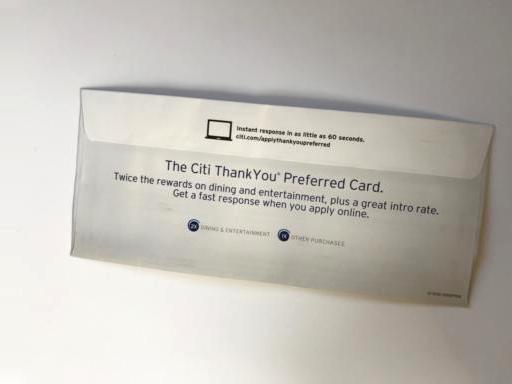 Instant response in as little as 60 seconds.
citi.com/applythankyoupreferred
The Citi ThankYou® Preferred Card.
Twice the rewards on dining and entertainment, plus a great intro rate.
Get a fast response when you apply online.
2X DINING & ENTERTAINMENT 1X OTHER PURCHASES